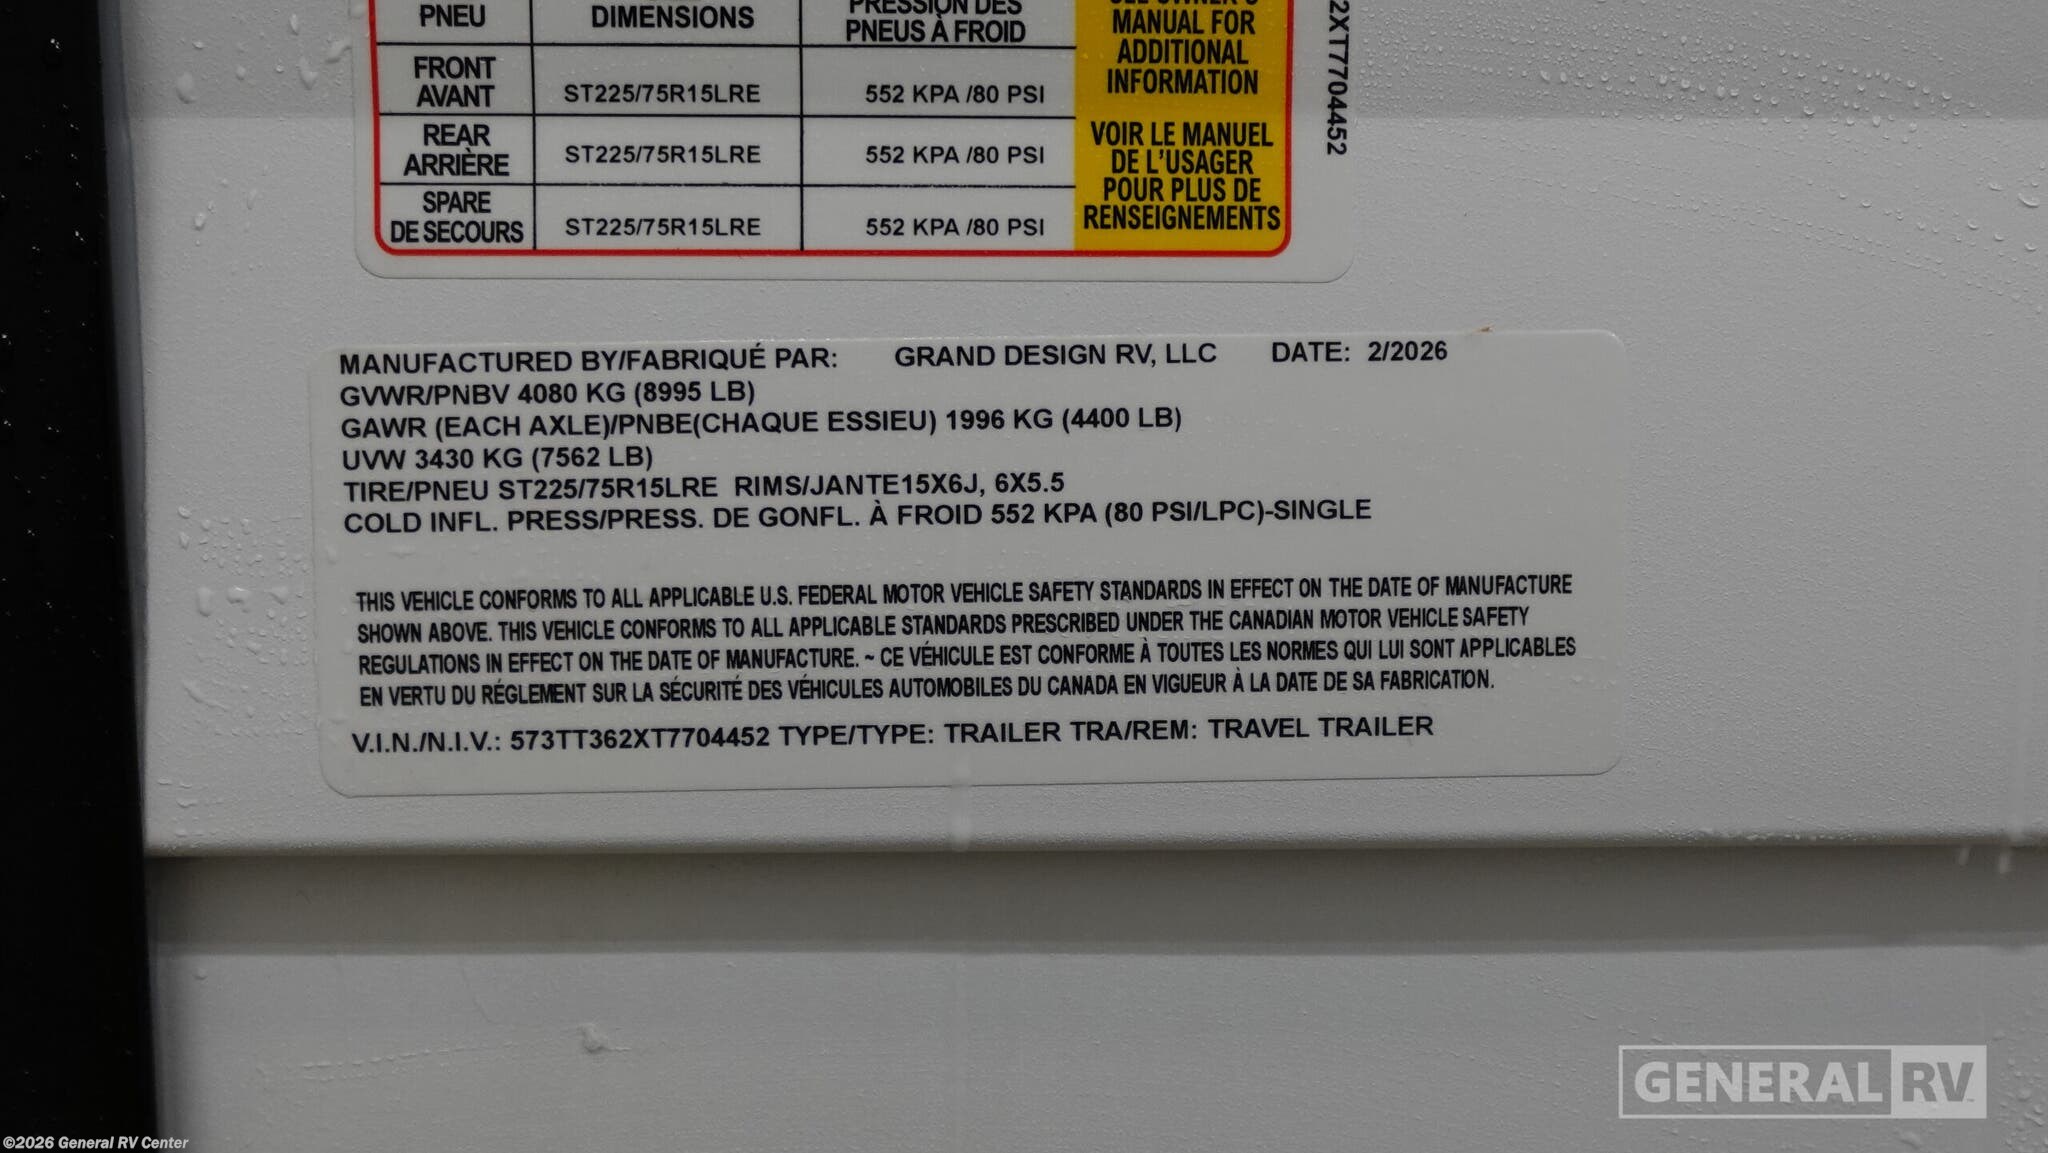 PNEU
DIMENSIONS
PRESSION DES
PNEUS À FROID
MANUAL FOR
ADDITIONAL
INFORMATION
FRONT
AVANT
ST225/75R15LRE
552 KPA /80 PSI
REAR
ARRIÈRE
ST225/75R15LRE
552 KPA /80 PSI
SPARE
DE SECOURS
ST225/75R15LRE
552 KPA /80 PSI
VOIR LE MANUEL
DE L'USAGER
POUR PLUS DE
RENSEIGNEMENTS
2XT7704452
MANUFACTURED BY/FABRIQUÉ PAR: GRAND DESIGN RV, LLC DATE: 2/2026
GVWR/PNBV 4080 KG (8995 LB)
GAWR (EACH AXLE)/PNBE(CHAQUE ESSIEU) 1996 KG (4400 LB)
UVW 3430 KG (7562 LB)
TIRE/PNEU ST225/75R15LRE RIMS/JANTE15X6J, 6X5.5
COLD INFL. PRESS/PRESS. DE GONFL. À FROID 552 KPA (80 PSI/LPC)-SINGLE
THIS VEHICLE CONFORMS TO ALL APPLICABLE U.S. FEDERAL MOTOR VEHICLE SAFETY STANDARDS IN EFFECT ON THE DATE OF MANUFACTURE
SHOWN ABOVE. THIS VEHICLE CONFORMS TO ALL APPLICABLE STANDARDS PRESCRIBED UNDER THE CANADIAN MOTOR VEHICLE SAFETY
REGULATIONS IN EFFECT ON THE DATE OF MANUFACTURE. ~ CE VÉHICULE EST CONFORME À TOUTES LES NORMES QUI LUI SONT APPLICABLES
EN VERTU DU RÉGLEMENT SUR LA SÉCURITÉ DES VÉHICULES AUTOMOBILES DU CANADA EN VIGUEUR À LA DATE DE SA FABRICATION.
V.I.N./N.I.V.: 573TT362XT7704452 TYPE/TYPE: TRAILER TRA/REM: TRAVEL TRAILER
GENERAL RV
©2026 General RV Center